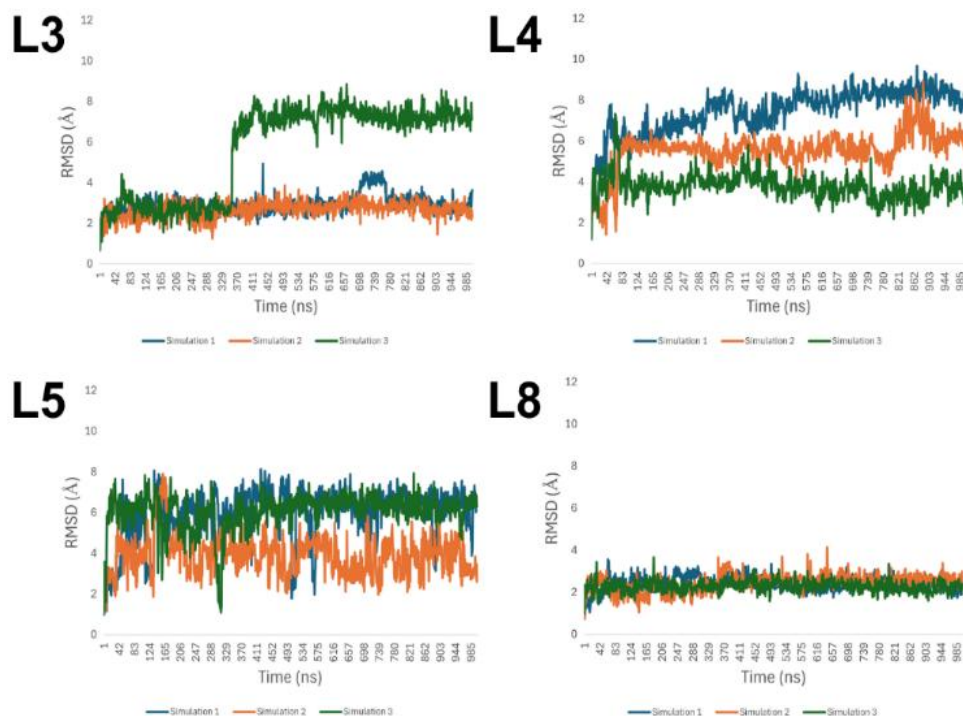 L3
12
10
8
6
4
2
0
RMSD (Å)
1 42 83 124 165 206 247 288 329 370 411 452 493 534 575 616 657 698 739 780 821 862 903 944 985
Time (ns)
Simulation 1 Simulation 2 Simulation 3
L4
12
10
8
6
4
2
0
RMSD (Å)
1 42 83 124 165 206 247 288 329 370 411 452 493 534 575 616 657 698 739 780 821 862 903 944 985
Time (ns)
Simulation 1 Simulation 2 Simulation 3
L5
12
10
8
6
4
2
0
RMSD (Å)
1 42 83 124 165 206 247 288 329 370 411 452 493 534 575 616 657 698 739 780 821 862 903 944 985
Time (ns)
Simulation 1 Simulation 2 Simulation 3
L8
12
10
8
6
4
2
0
RMSD (Å)
1 42 83 124 165 206 247 288 329 370 411 452 493 534 575 616 657 698 739 780 821 862 903 944 985
Time (ns)
Simulation 1 Simulation 2 Simulation 3